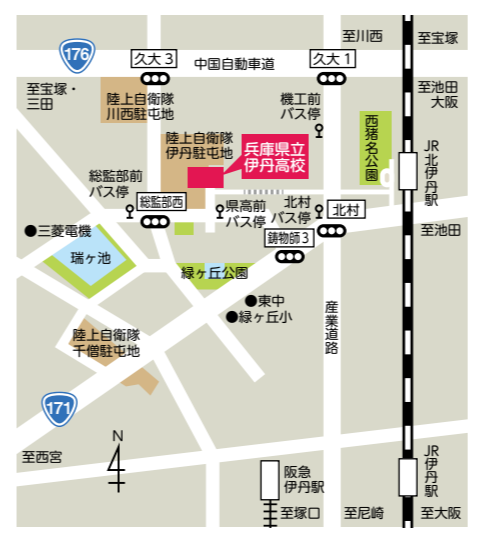 至川西
至宝塚
176
久大3
中国自動車道
久大1
至宝塚・
三田
陸上自衛隊
川西駐屯地
機工前
バス停
至池田
大阪
西猪名公園
陸上自衛隊
伊丹駐屯地
兵庫県立
伊丹高校
JR北伊丹駅
総監部前
バス停
総監部西
県高前
バス停
北村
バス停
北村
三菱電機
鋳物師3
至池田
瑞ヶ池
緑ヶ丘公園
東中
緑ヶ丘小
産業道路
陸上自衛隊
千僧駐屯地
171
N
至西宮
阪急
伊丹駅
JR伊丹駅
至塚口
至尼崎
至大阪